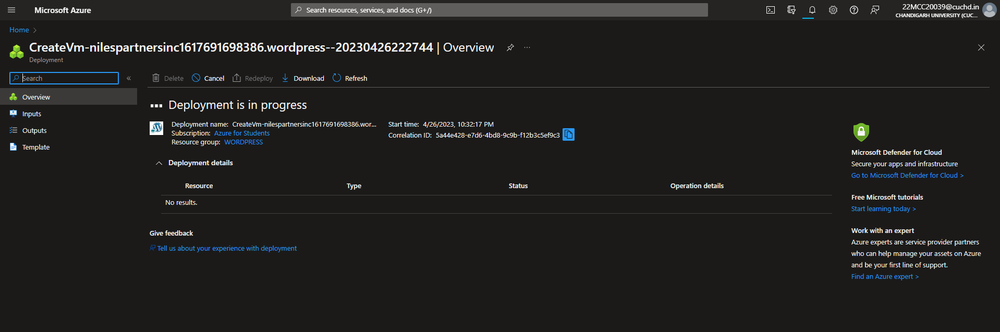 Microsoft Azure
Search resources, services, and docs (G+/)
22MCC20039@cuchd.in
CHANDIGARH UNIVERSITY (CUC...
Home >
CreateVm-nilespartnersinc1617691698386.wordpress--20230426222744 | Overview
Deployment
Search
Delete Cancel Redeploy Download Refresh
Overview
Inputs
Outputs
Template
Deployment is in progress
Deployment name: CreateVm-nilespartnersinc1617691698386.wor...
Subscription: Azure for Students
Resource group: WORDPRESS
Start time: 4/26/2023, 10:32:17 PM
Correlation ID: 5a44e428-e7d6-4bd8-9c9b-f12b3c5ef9c3
Deployment details
Resource Type Status Operation details
No results.
Give feedback
Tell us about your experience with deployment
Microsoft Defender for Cloud
Secure your apps and infrastructure
Go to Microsoft Defender for Cloud >
Free Microsoft tutorials
Start learning today >
Work with an expert
Azure experts are service provider partners
who can help manage your assets on Azure
and be your first line of support.
Find an Azure expert >